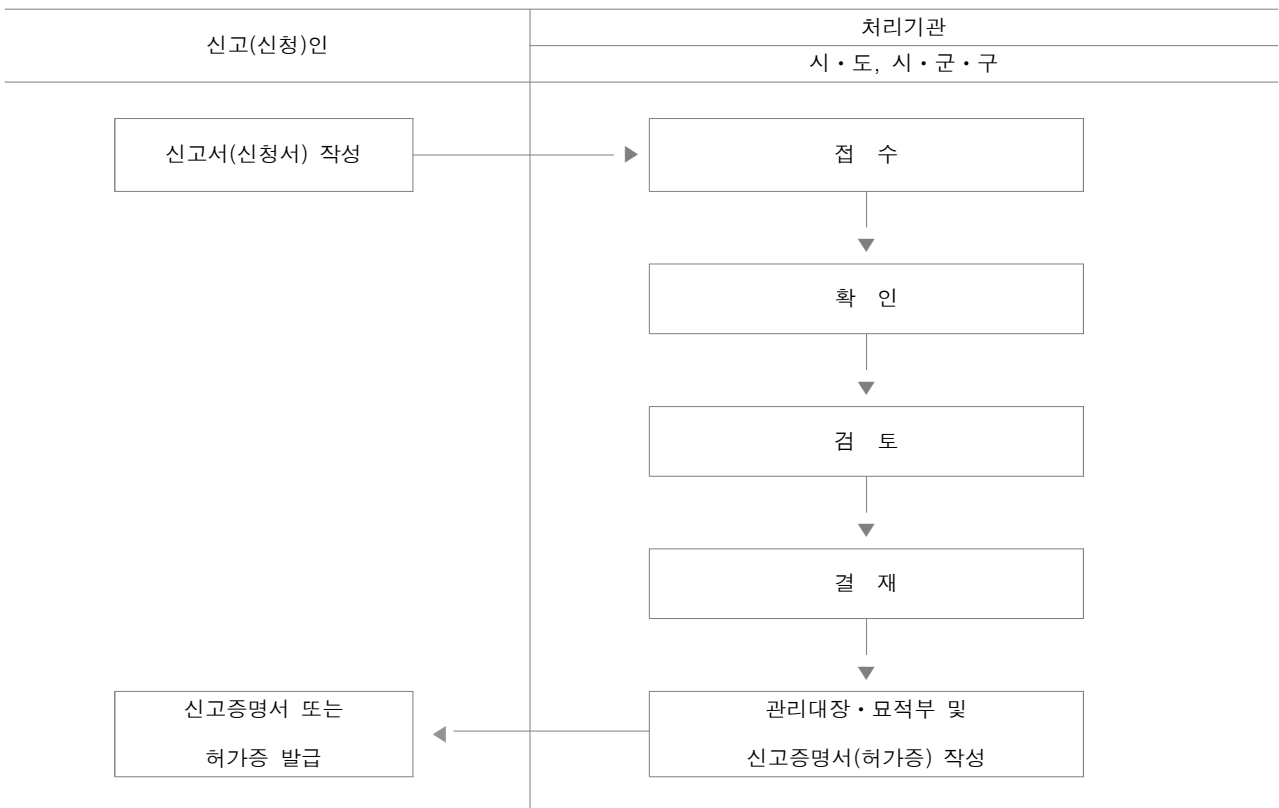 신고(신청)인
처리기관
시・도, 시・군・구
신고서(신청서) 작성
접 수
확 인
검 토
결 재
관리대장・묘적부 및
신고증명서(허가증) 작성
신고증명서 또는
허가증 발급